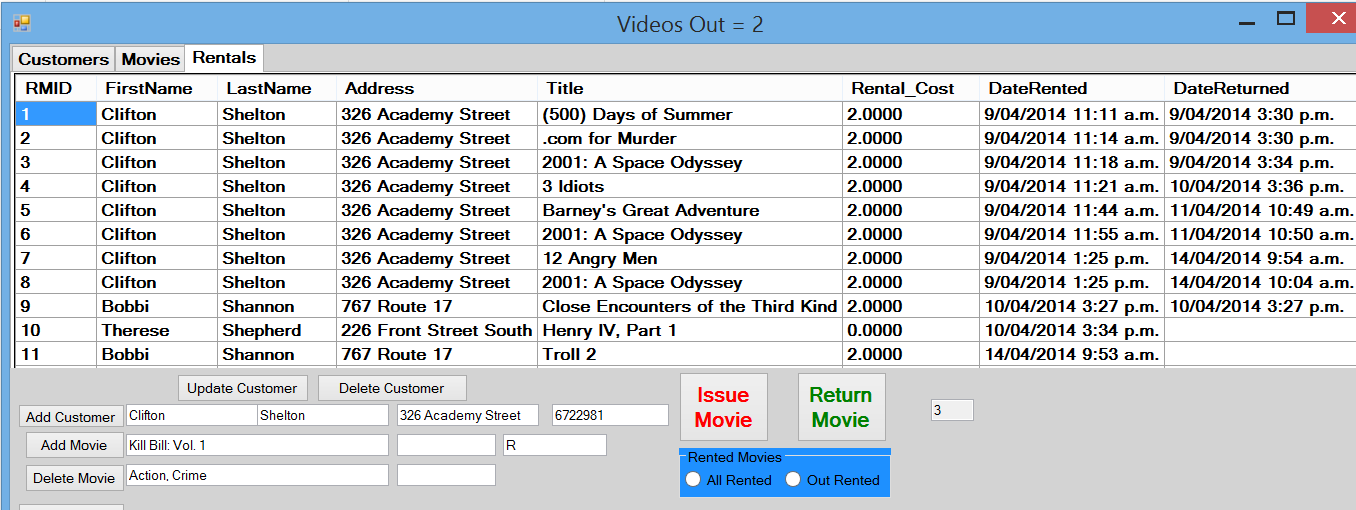 Videos Out = 2
Customers Movies Rentals
RMID FirstName LastName Address Title Rental_Cost DateRented DateReturned
1 Clifton Shelton 326 Academy Street (500) Days of Summer 2.0000 9/04/2014 11:11 a.m. 9/04/2014 3:30 p.m.
2 Clifton Shelton 326 Academy Street .com for Murder 2.0000 9/04/2014 11:14 a.m. 9/04/2014 3:30 p.m.
3 Clifton Shelton 326 Academy Street 2001: A Space Odyssey 2.0000 9/04/2014 11:18 a.m. 9/04/2014 3:34 p.m.
4 Clifton Shelton 326 Academy Street 3 Idiots 2.0000 9/04/2014 11:21 a.m. 10/04/2014 3:36 p.m.
5 Clifton Shelton 326 Academy Street Barney's Great Adventure 2.0000 9/04/2014 11:44 a.m. 11/04/2014 10:49 a.m.
6 Clifton Shelton 326 Academy Street 2001: A Space Odyssey 2.0000 9/04/2014 11:55 a.m. 11/04/2014 10:50 a.m.
7 Clifton Shelton 326 Academy Street 12 Angry Men 2.0000 9/04/2014 1:25 p.m. 14/04/2014 9:54 a.m.
8 Clifton Shelton 326 Academy Street 2001: A Space Odyssey 2.0000 9/04/2014 1:25 p.m. 14/04/2014 10:04 a.m.
9 Bobbi Shannon 767 Route 17 Close Encounters of the Third Kind 2.0000 10/04/2014 3:27 p.m. 10/04/2014 3:27 p.m.
10 Therese Shepherd 226 Front Street South Henry IV, Part 1 0.0000 10/04/2014 3:34 p.m.
11 Bobbi Shannon 767 Route 17 Troll 2 2.0000 14/04/2014 9:53 a.m.
Update Customer Delete Customer
Add Customer Clifton Shelton 326 Academy Street 6722981
Add Movie Kill Bill: Vol. 1 R
Delete Movie Action, Crime
Issue
Movie
Return
Movie
3
Rented Movies
All Rented Out Rented